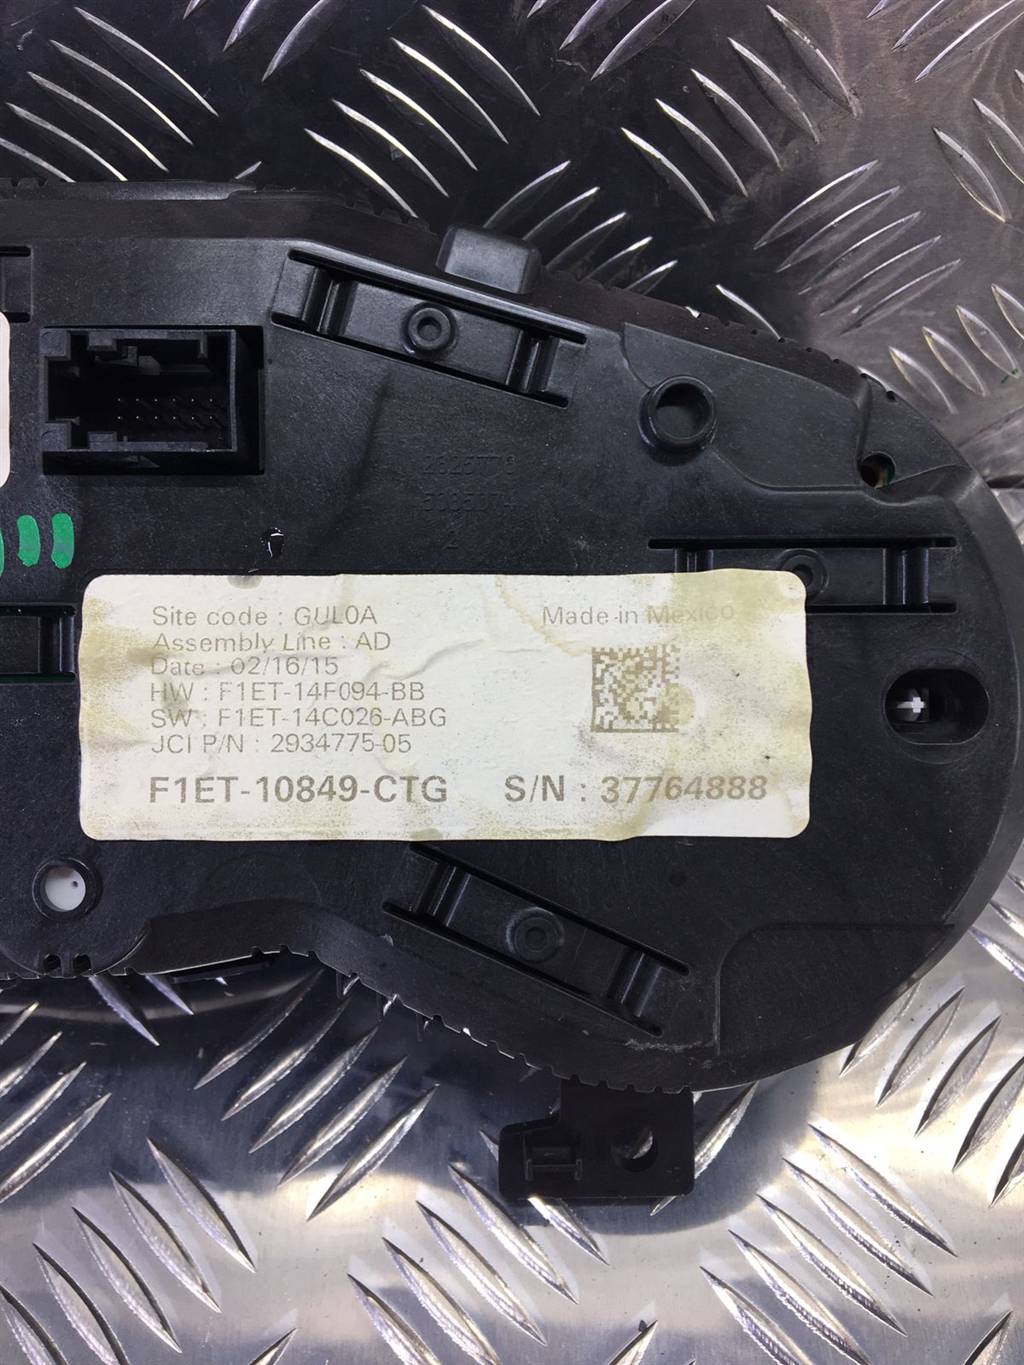 2
Site code : GUL0A
Made in Mexico
Assembly Line : AD
Date : 02/16/15
HW : F1ET-14F094-BB
SW : F1ET-14C026-ABG
JCI P/N : 2934775-05
F1ET-10849-CTG S/N : 37764888